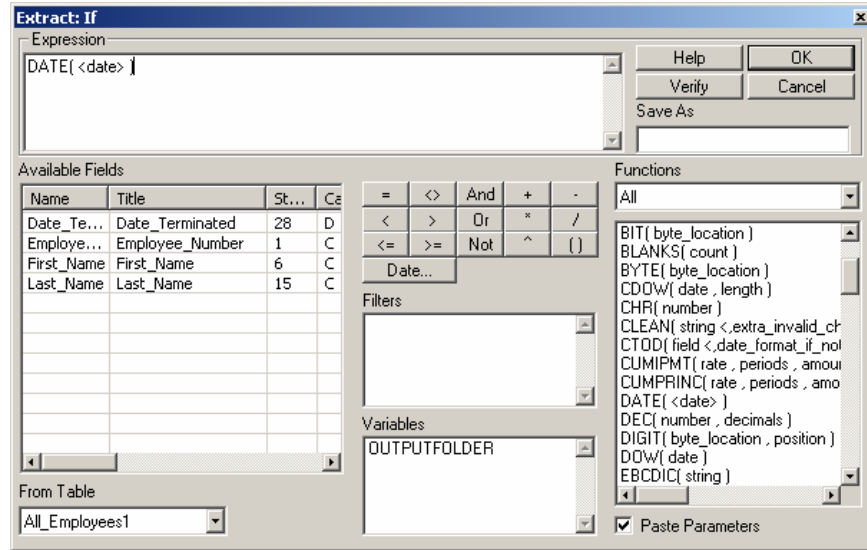 Extract: If
Expression
DATE( <date> )
Help
OK
Verify
Cancel
Save As
Available Fields
Name Title St... Ca
Date_Te... Date_Terminated 28 D
Employe... Employee_Number 1 C
First_Name First_Name 6 C
Last_Name Last_Name 15 C
From Table
All_Employees1
= <> And + -
< > Or * /
<= >= Not ^ ( )
Date...
Filters
Variables
OUTPUTFOLDER
Functions
All
BIT( byte_location )
BLANKS( count )
BYTE( byte_location )
CDOW( date , length )
CHR( number )
CLEAN( string <,extra_invalid_ch
CTOD( field <,date_format_if_not
CUMIPMT( rate , periods , amour
CUMPRINC( rate , periods , amo
DATE( <date> )
DEC( number , decimals )
DIGIT( byte_location , position )
DOW( date )
EBCDIC( string )
Paste Parameters